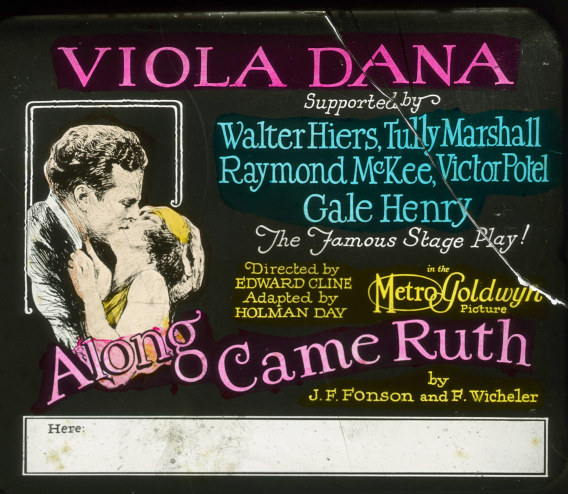 VIOLA DANA
Supported by
Walter Hiers, Tully Marshall
Raymond McKee, Victor Potel
Gale Henry
The Famous Stage Play!
Directed by
EDWARD CLINE
Adapted by
HOLMAN DAY
in the
Metro Goldwyn
Picture
Along Came Ruth
by
J. F. Fonson and F. Wicheler
Here: